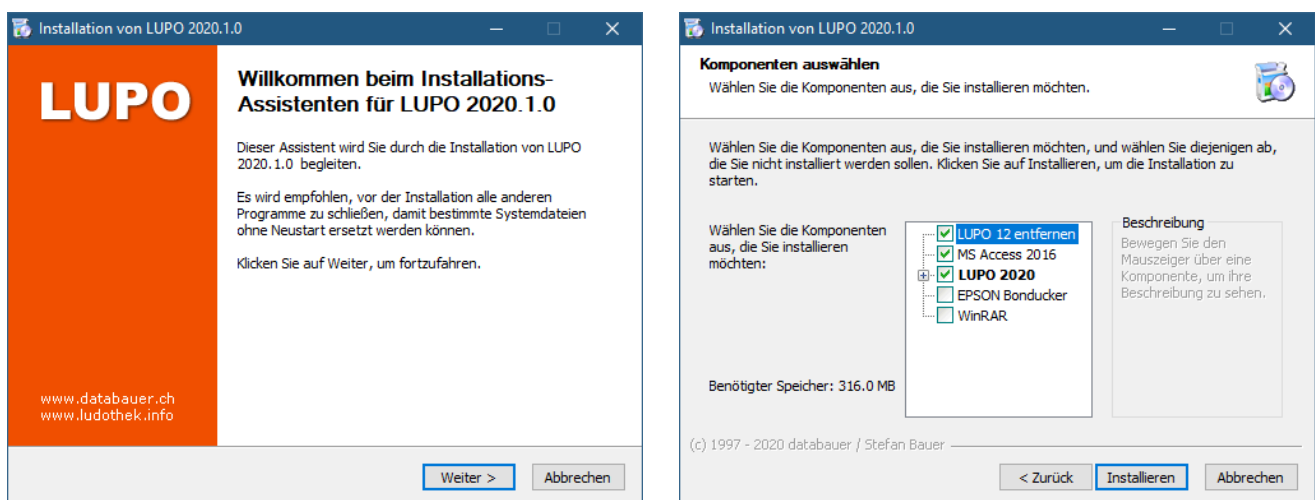 Installation von LUPO 2020.1.0
LUPO
Willkommen beim Installations-
Assistenten für LUPO 2020.1.0
Dieser Assistent wird Sie durch die Installation von LUPO
2020.1.0 begleiten.
Es wird empfohlen, vor der Installation alle anderen
Programme zu schließen, damit bestimmte Systemdateien
ohne Neustart ersetzt werden können.
Klicken Sie auf Weiter, um fortzufahren.
www.databauer.ch
www.ludothek.info
Weiter >
Abbrechen
Installation von LUPO 2020.1.0
Komponenten auswählen
Wählen Sie die Komponenten aus, die Sie installieren möchten.
Wählen Sie die Komponenten aus, die Sie installieren möchten, und wählen Sie diejenigen ab,
die Sie nicht installiert werden sollen. Klicken Sie auf Installieren, um die Installation zu
starten.
Wählen Sie die Komponenten
aus, die Sie installieren
möchten:
LUPO 12 entfernen
MS Access 2016
LUPO 2020
EPSON Bonducker
WinRAR
Beschreibung
Bewegen Sie den
Mauszeiger über eine
Komponente, um ihre
Beschreibung zu sehen.
Benötigter Speicher: 316.0 MB
(c) 1997 - 2020 databauer / Stefan Bauer
< Zurück
Installieren
Abbrechen